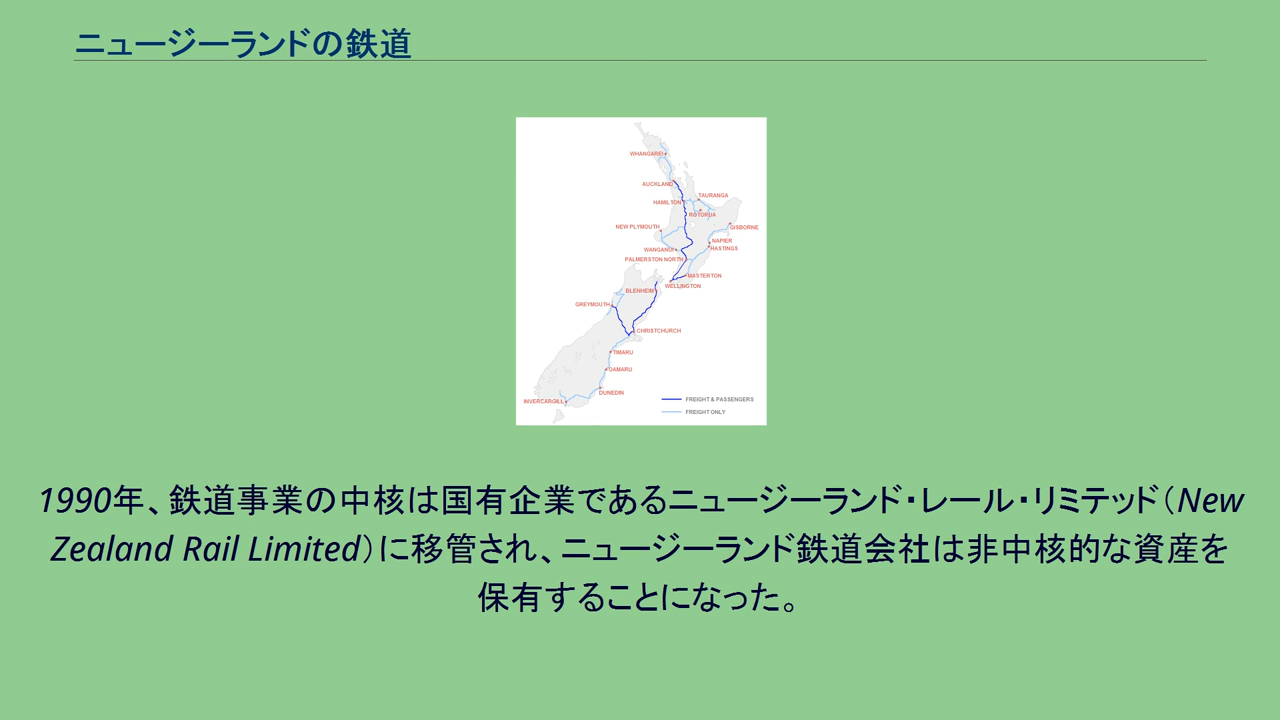 ニュージーランドの鉄道
WHANGAREI
AUCKLAND
TAURANGA
HAMILTON
ROTORUA
NEW PLYMOUTH
GISBORNE
NAPIER
WANGANUI
HASTINGS
PALMERSTON NORTH
MASTERTON
WELLINGTON
BLENHEIM
GREYMOUTH
CHRISTCHURCH
TIMARU
OAMARU
DUNEDIN
INVERCARGILL
FREIGHT & PASSENGERS
FREIGHT ONLY
1990年、鉄道事業の中核は国有企業であるニュージーランド・レール・リミテッド（New
Zealand Rail Limited）に移管され、ニュージーランド鉄道会社は非中核的な資産を
保有することになった。